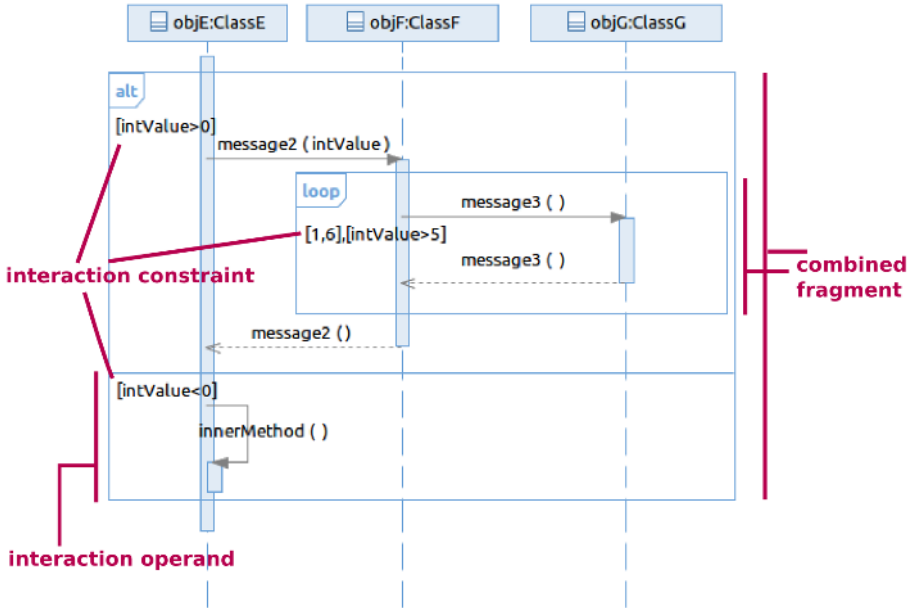 objE:ClassE
objF:ClassF
objG:ClassG
alt
[intValue>0]
message2 ( intValue )
loop
message3 ( )
[1,6],[intValue>5]
message3 ( )
interaction constraint
combined
fragment
message2 ( )
[intValue<0]
innerMethod ( )
interaction operand